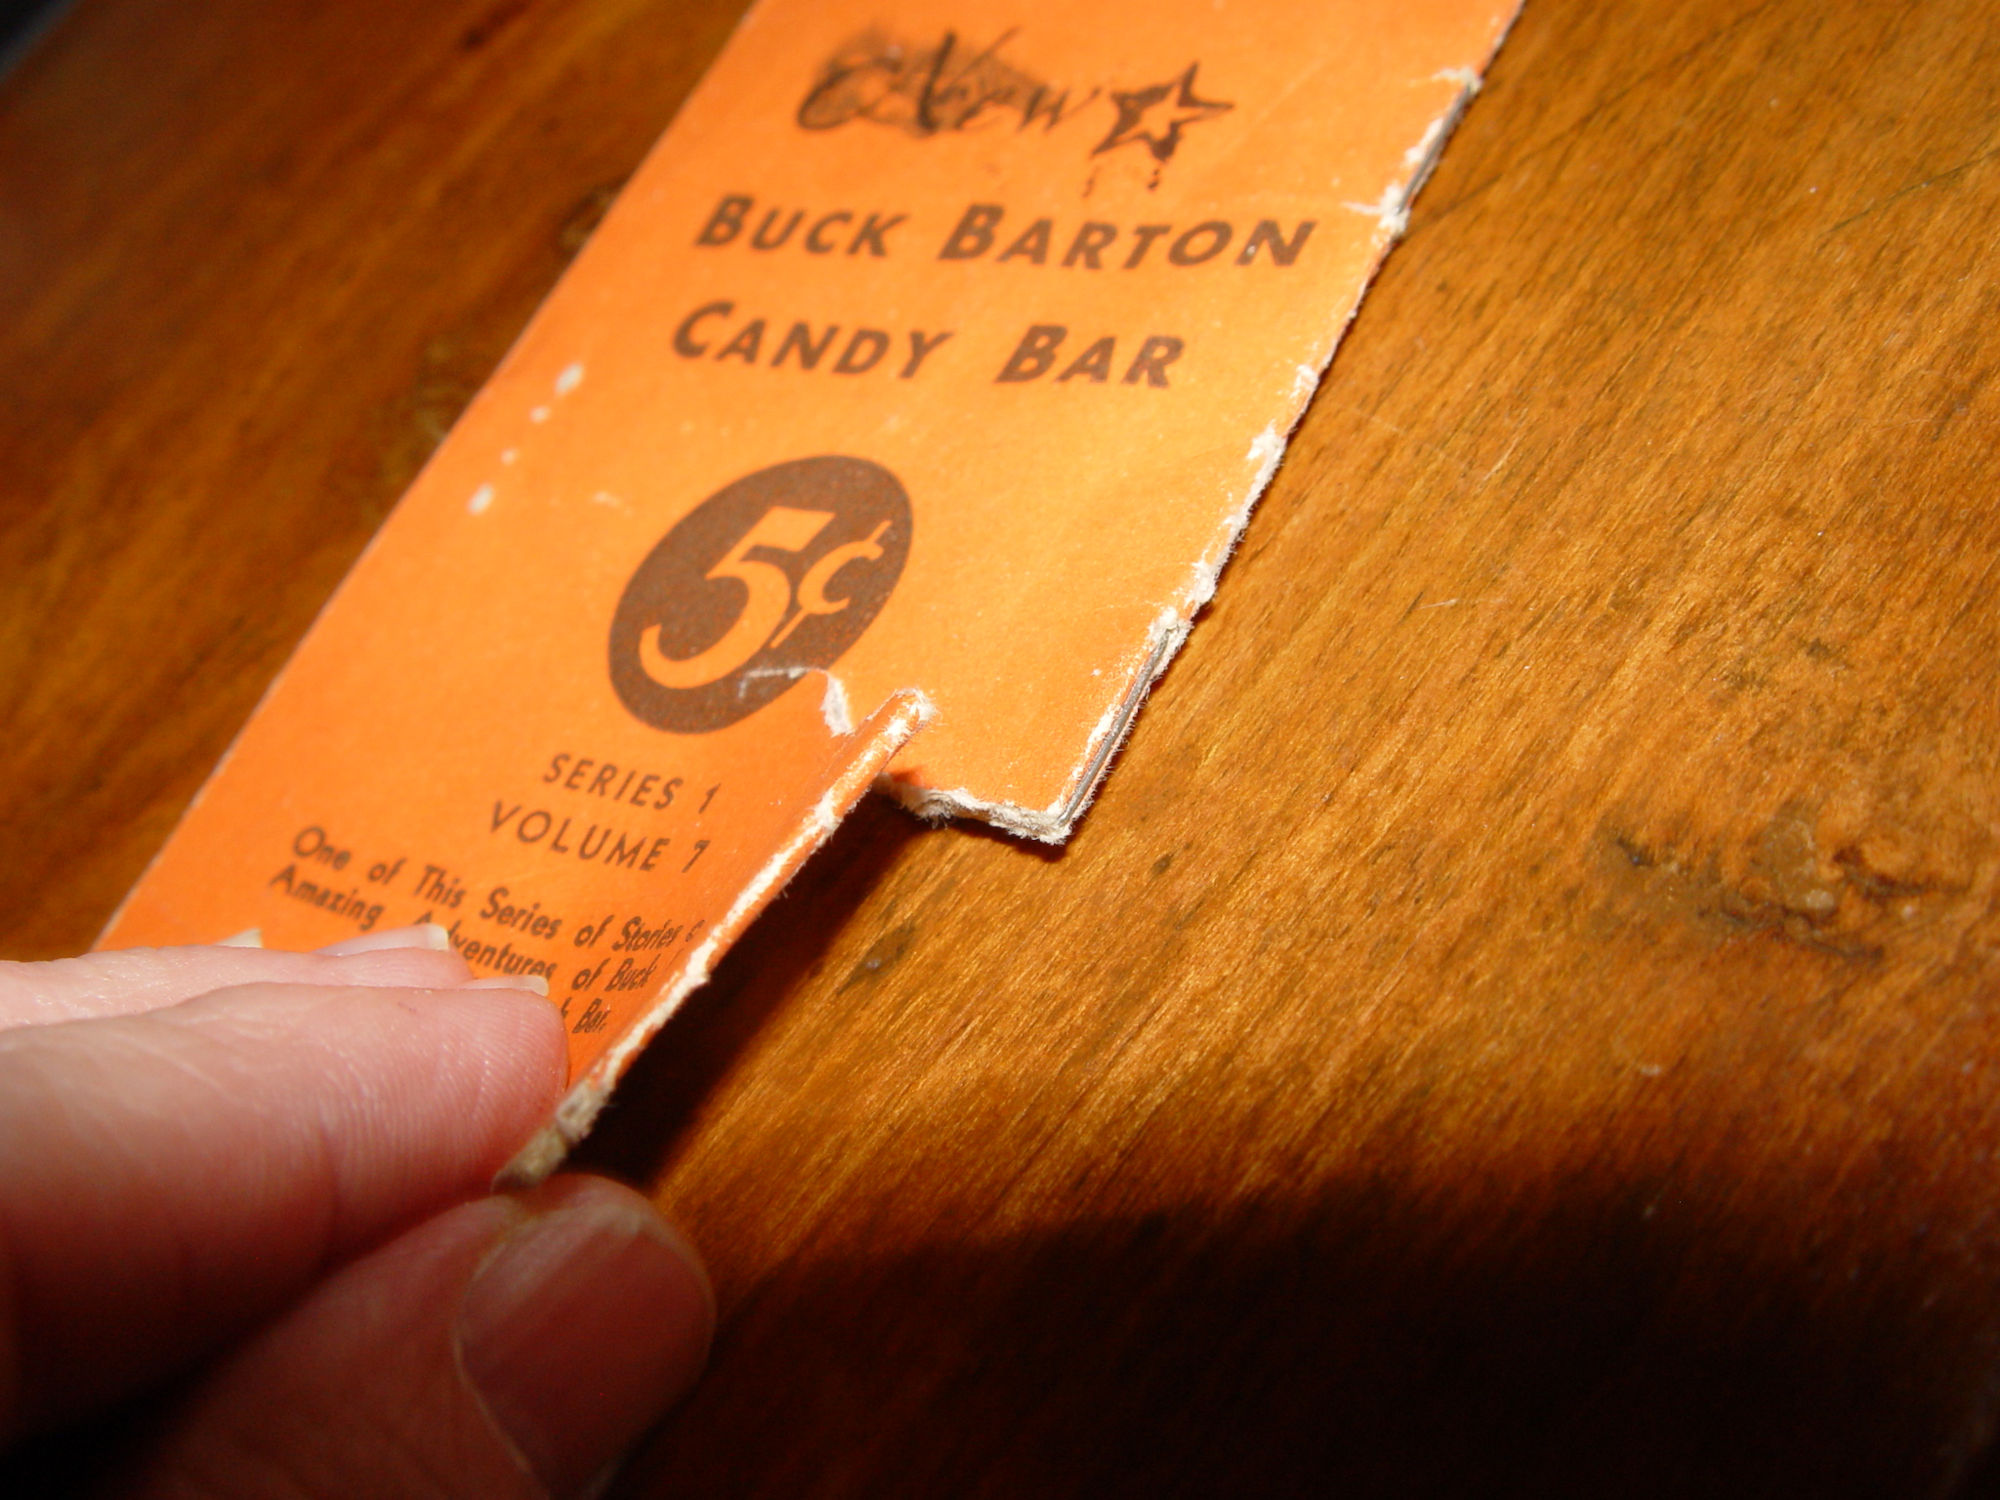 BUCK BARTON
CANDY BAR
5¢
SERIES 1
VOLUME 7
One of This Series of Stories
Amazing Adventures of Buck
Bar.